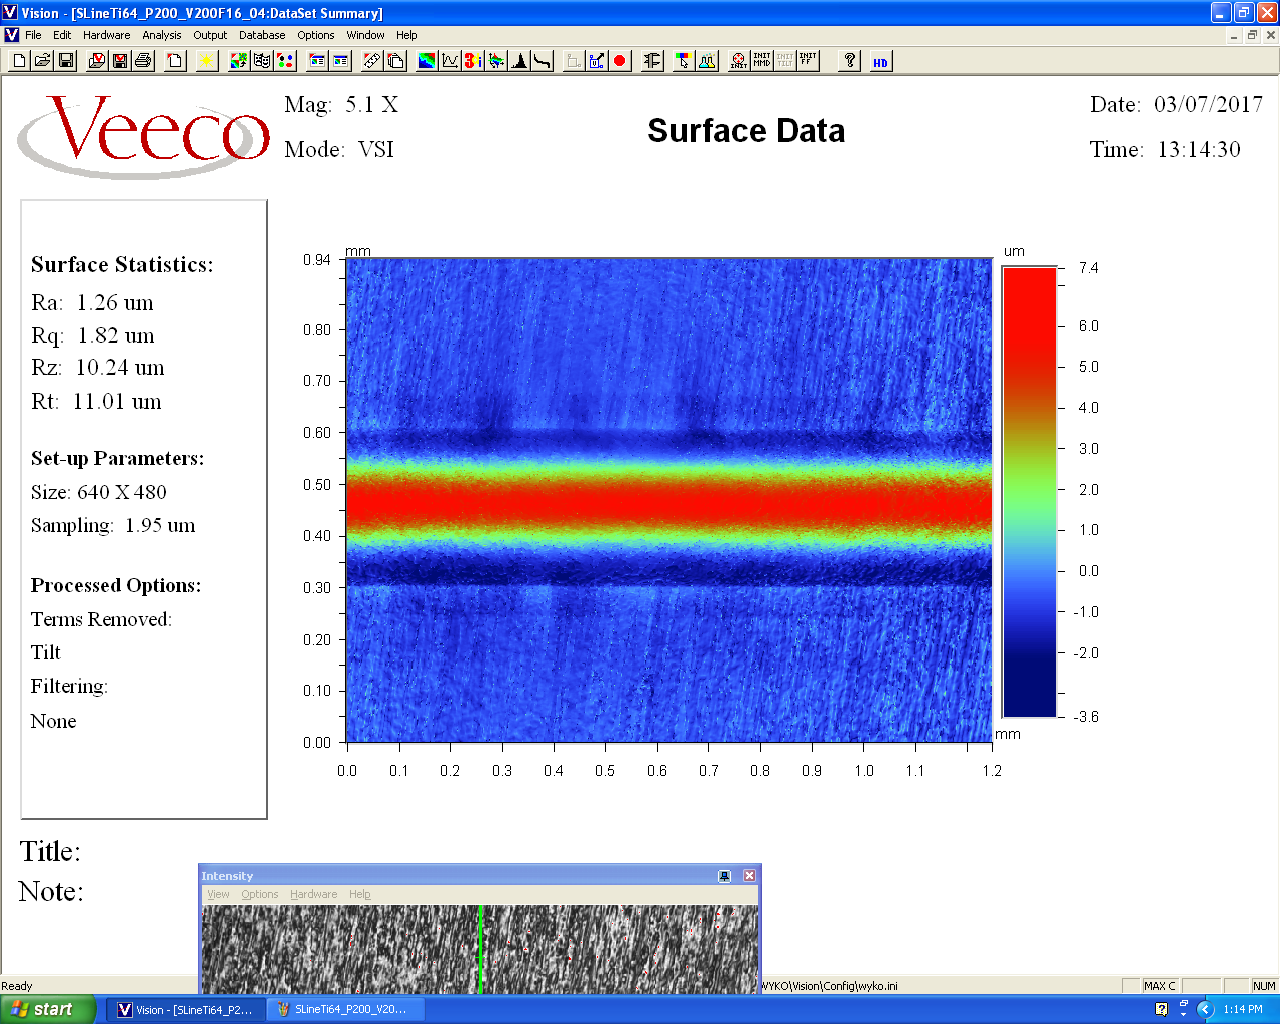 Vision - [SLineTi64_P200_V200F16_04:DataSet Summary]
File Edit Hardware Analysis Output Database Options Window Help
INIT INIT MMD INIT TILT INIT FF ? HD
Veeco
Mag: 5.1 X
Mode: VSI
Surface Data
Date: 03/07/2017
Time: 13:14:30
Surface Statistics:
Ra: 1.26 um
Rq: 1.82 um
Rz: 10.24 um
Rt: 11.01 um
Set-up Parameters:
Size: 640 X 480
Sampling: 1.95 um
Processed Options:
Terms Removed:
Tilt
Filtering:
None
mm
0.94
0.80
0.70
0.60
0.50
0.40
0.30
0.20
0.10
0.00
0.0 0.1 0.2 0.3 0.4 0.5 0.6 0.7 0.8 0.9 1.0 1.1 1.2
mm
um
7.4
6.0
5.0
4.0
3.0
2.0
1.0
0.0
-1.0
-2.0
-3.6
Title:
Note:
Intensity
View Options Hardware Help
Ready
WYKO\Vision\Config\wyko.ini
MAX C
NUM
start
Vision - [SLineTi64_P2...
SLineTi64_P200_V20...
1:14 PM